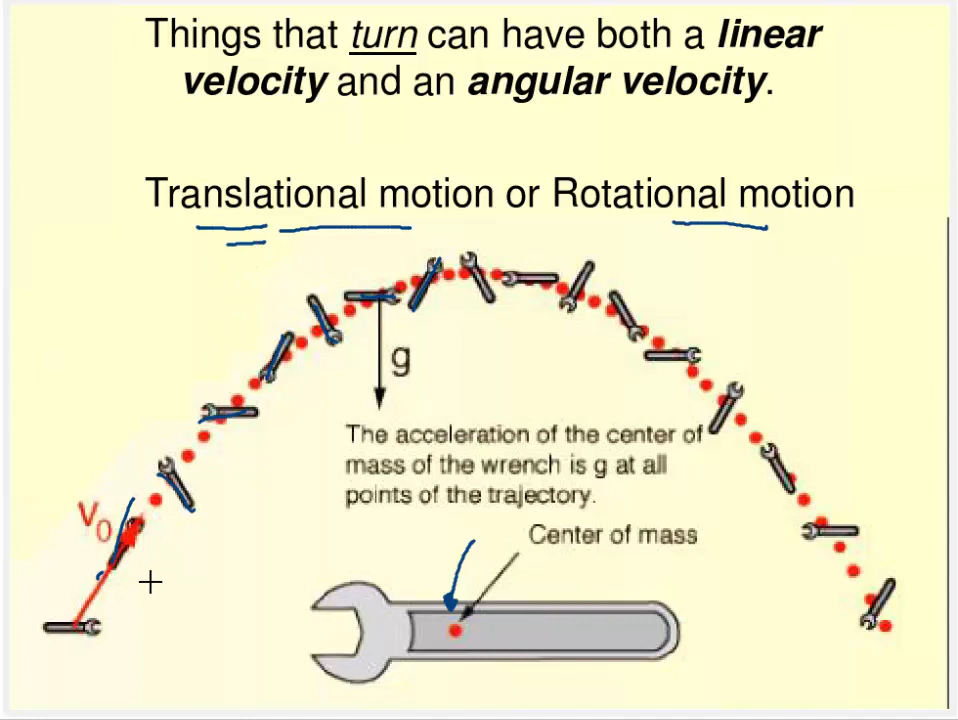 Things that turn can have both a linear
velocity and an angular velocity.
Translational motion or Rotational motion
g
The acceleration of the center of
mass of the wrench is g at all
points of the trajectory.
V0
Center of mass